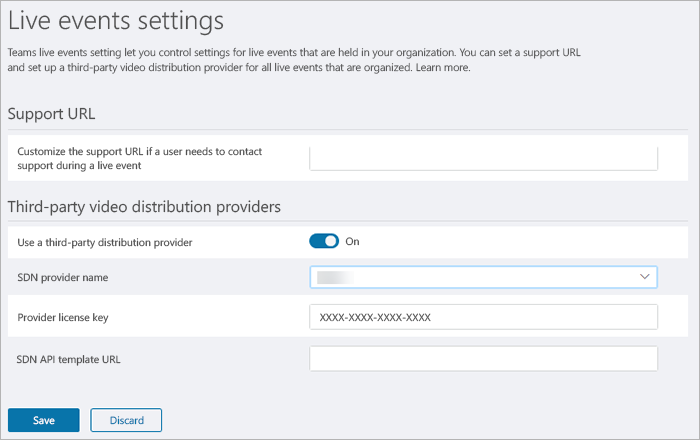 Live events settings
Teams live events setting let you control settings for live events that are held in your organization. You can set a support URL
and set up a third-party video distribution provider for all live events that are organized. Learn more.
Support URL
Customize the support URL if a user needs to contact
support during a live event
Third-party video distribution providers
Use a third-party distribution provider
On
SDN provider name
Provider license key
XXXX-XXXX-XXXX-XXXX
SDN API template URL
Save
Discard